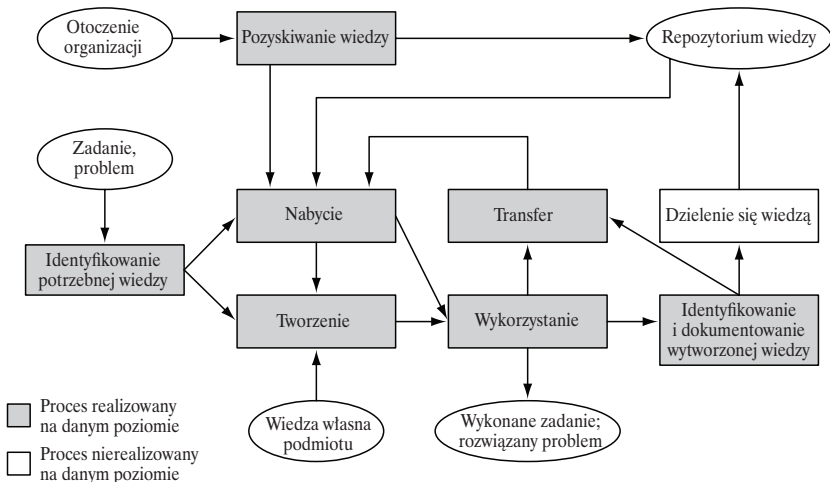 Otoczenie
organizacji
Pozyskiwanie wiedzy
Repozytorium wiedzy
Zadanie,
problem
Nabycie
Transfer
Dzielenie się wiedzą
Identyfikowanie
potrzebnej wiedzy
Tworzenie
Wykorzystanie
Identyfikowanie
i dokumentowanie
wytworzonej wiedzy
Wiedza własna
podmiotu
Wykonane zadanie;
rozwiązany problem
Proces realizowany
na danym poziomie
Proces nierealizowany
na danym poziomie